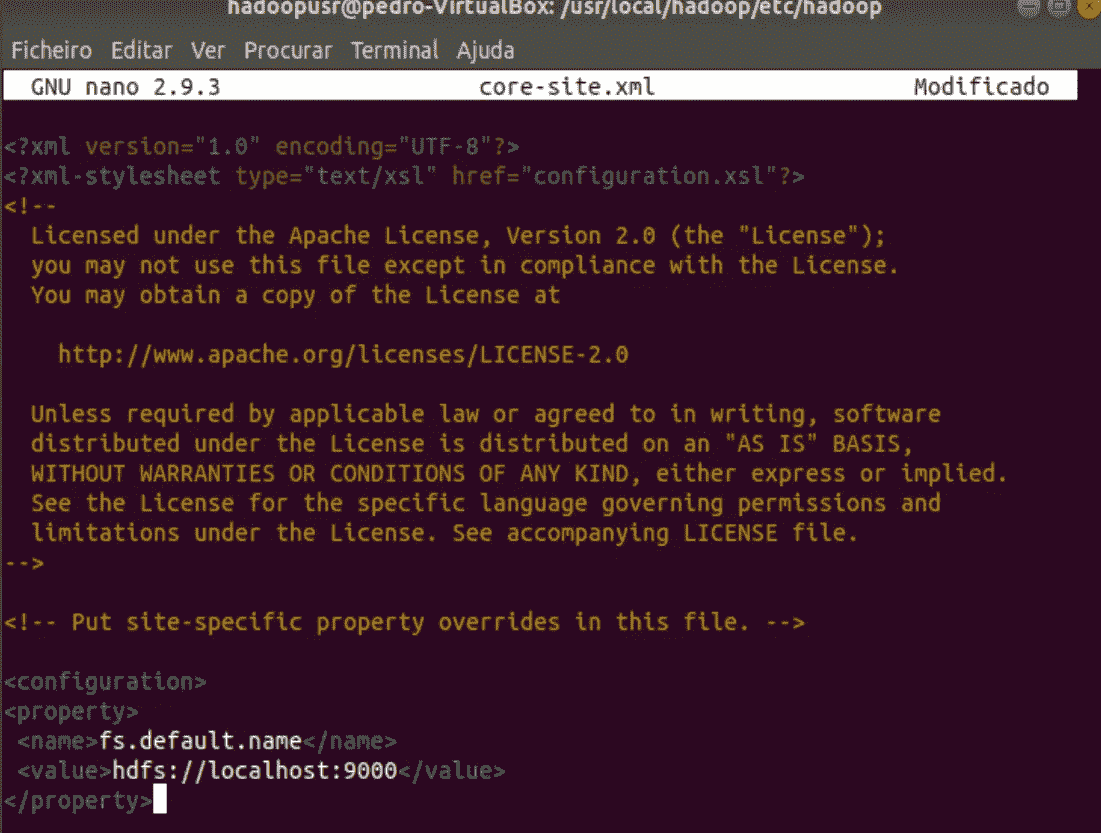 hadoopusr@pedro-VirtualBox: /usr/local/hadoop/etc/hadoop
Ficheiro Editar Ver Procurar Terminal Ajuda
GNU nano 2.9.3 core-site.xml Modificado
<?xml version="1.0" encoding="UTF-8"?>
<?xml-stylesheet type="text/xsl" href="configuration.xsl"?>
<!--
Licensed under the Apache License, Version 2.0 (the "License");
you may not use this file except in compliance with the License.
You may obtain a copy of the License at
http://www.apache.org/licenses/LICENSE-2.0
Unless required by applicable law or agreed to in writing, software
distributed under the License is distributed on an "AS IS" BASIS,
WITHOUT WARRANTIES OR CONDITIONS OF ANY KIND, either express or implied.
See the License for the specific language governing permissions and
limitations under the License. See accompanying LICENSE file.
-->
<!-- Put site-specific property overrides in this file. -->
<configuration>
<property>
<name>fs.default.name</name>
<value>hdfs://localhost:9000</value>
</property>